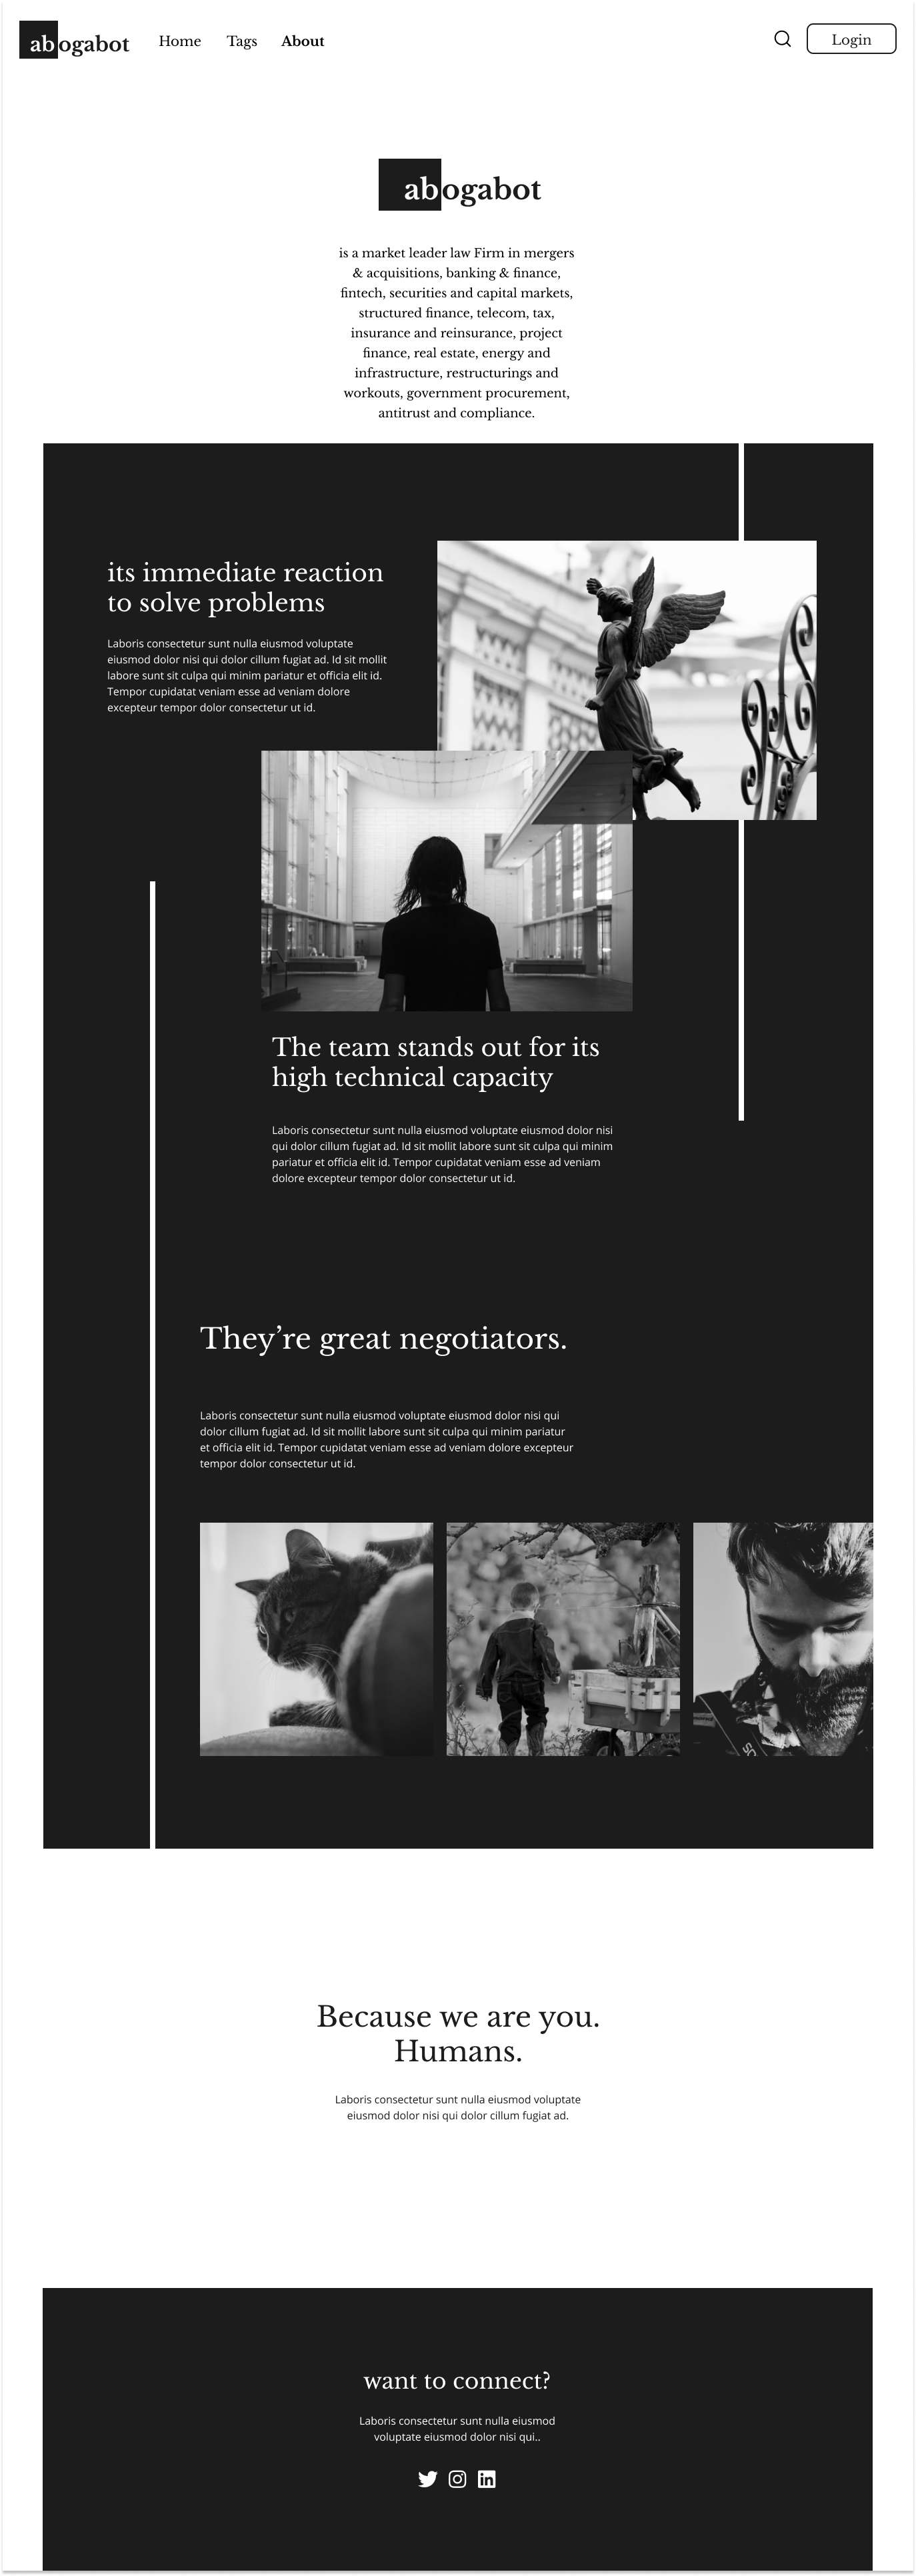 abogabot
Home Tags About
Login
abogabot
is a market leader law Firm in mergers
& acquisitions, banking & finance,
fintech, securities and capital markets,
structured finance, telecom, tax,
insurance and reinsurance, project
finance, real estate, energy and
infrastructure, restructurings and
workouts, government procurement,
antitrust and compliance.
its immediate reaction
to solve problems
Laboris consectetur sunt nulla eiusmod voluptate
eiusmod dolor nisi qui dolor cillum fugiat ad. Id sit mollit
labore sunt sit culpa qui minim pariatur et officia elit id.
Tempor cupidatat veniam esse ad veniam dolore
excepteur tempor dolor consectetur ut id.
The team stands out for its
high technical capacity
Laboris consectetur sunt nulla eiusmod voluptate eiusmod dolor nisi
qui dolor cillum fugiat ad. Id sit mollit labore sunt sit culpa qui minim
pariatur et officia elit id. Tempor cupidatat veniam esse ad veniam
dolore excepteur tempor dolor consectetur ut id.
They’re great negotiators.
Laboris consectetur sunt nulla eiusmod voluptate eiusmod dolor nisi qui
dolor cillum fugiat ad. Id sit mollit labore sunt sit culpa qui minim pariatur
et officia elit id. Tempor cupidatat veniam esse ad veniam dolore excepteur
tempor dolor consectetur ut id.
Because we are you.
Humans.
Laboris consectetur sunt nulla eiusmod voluptate
eiusmod dolor nisi qui dolor cillum fugiat ad.
want to connect?
Laboris consectetur sunt nulla eiusmod
voluptate eiusmod dolor nisi qui..